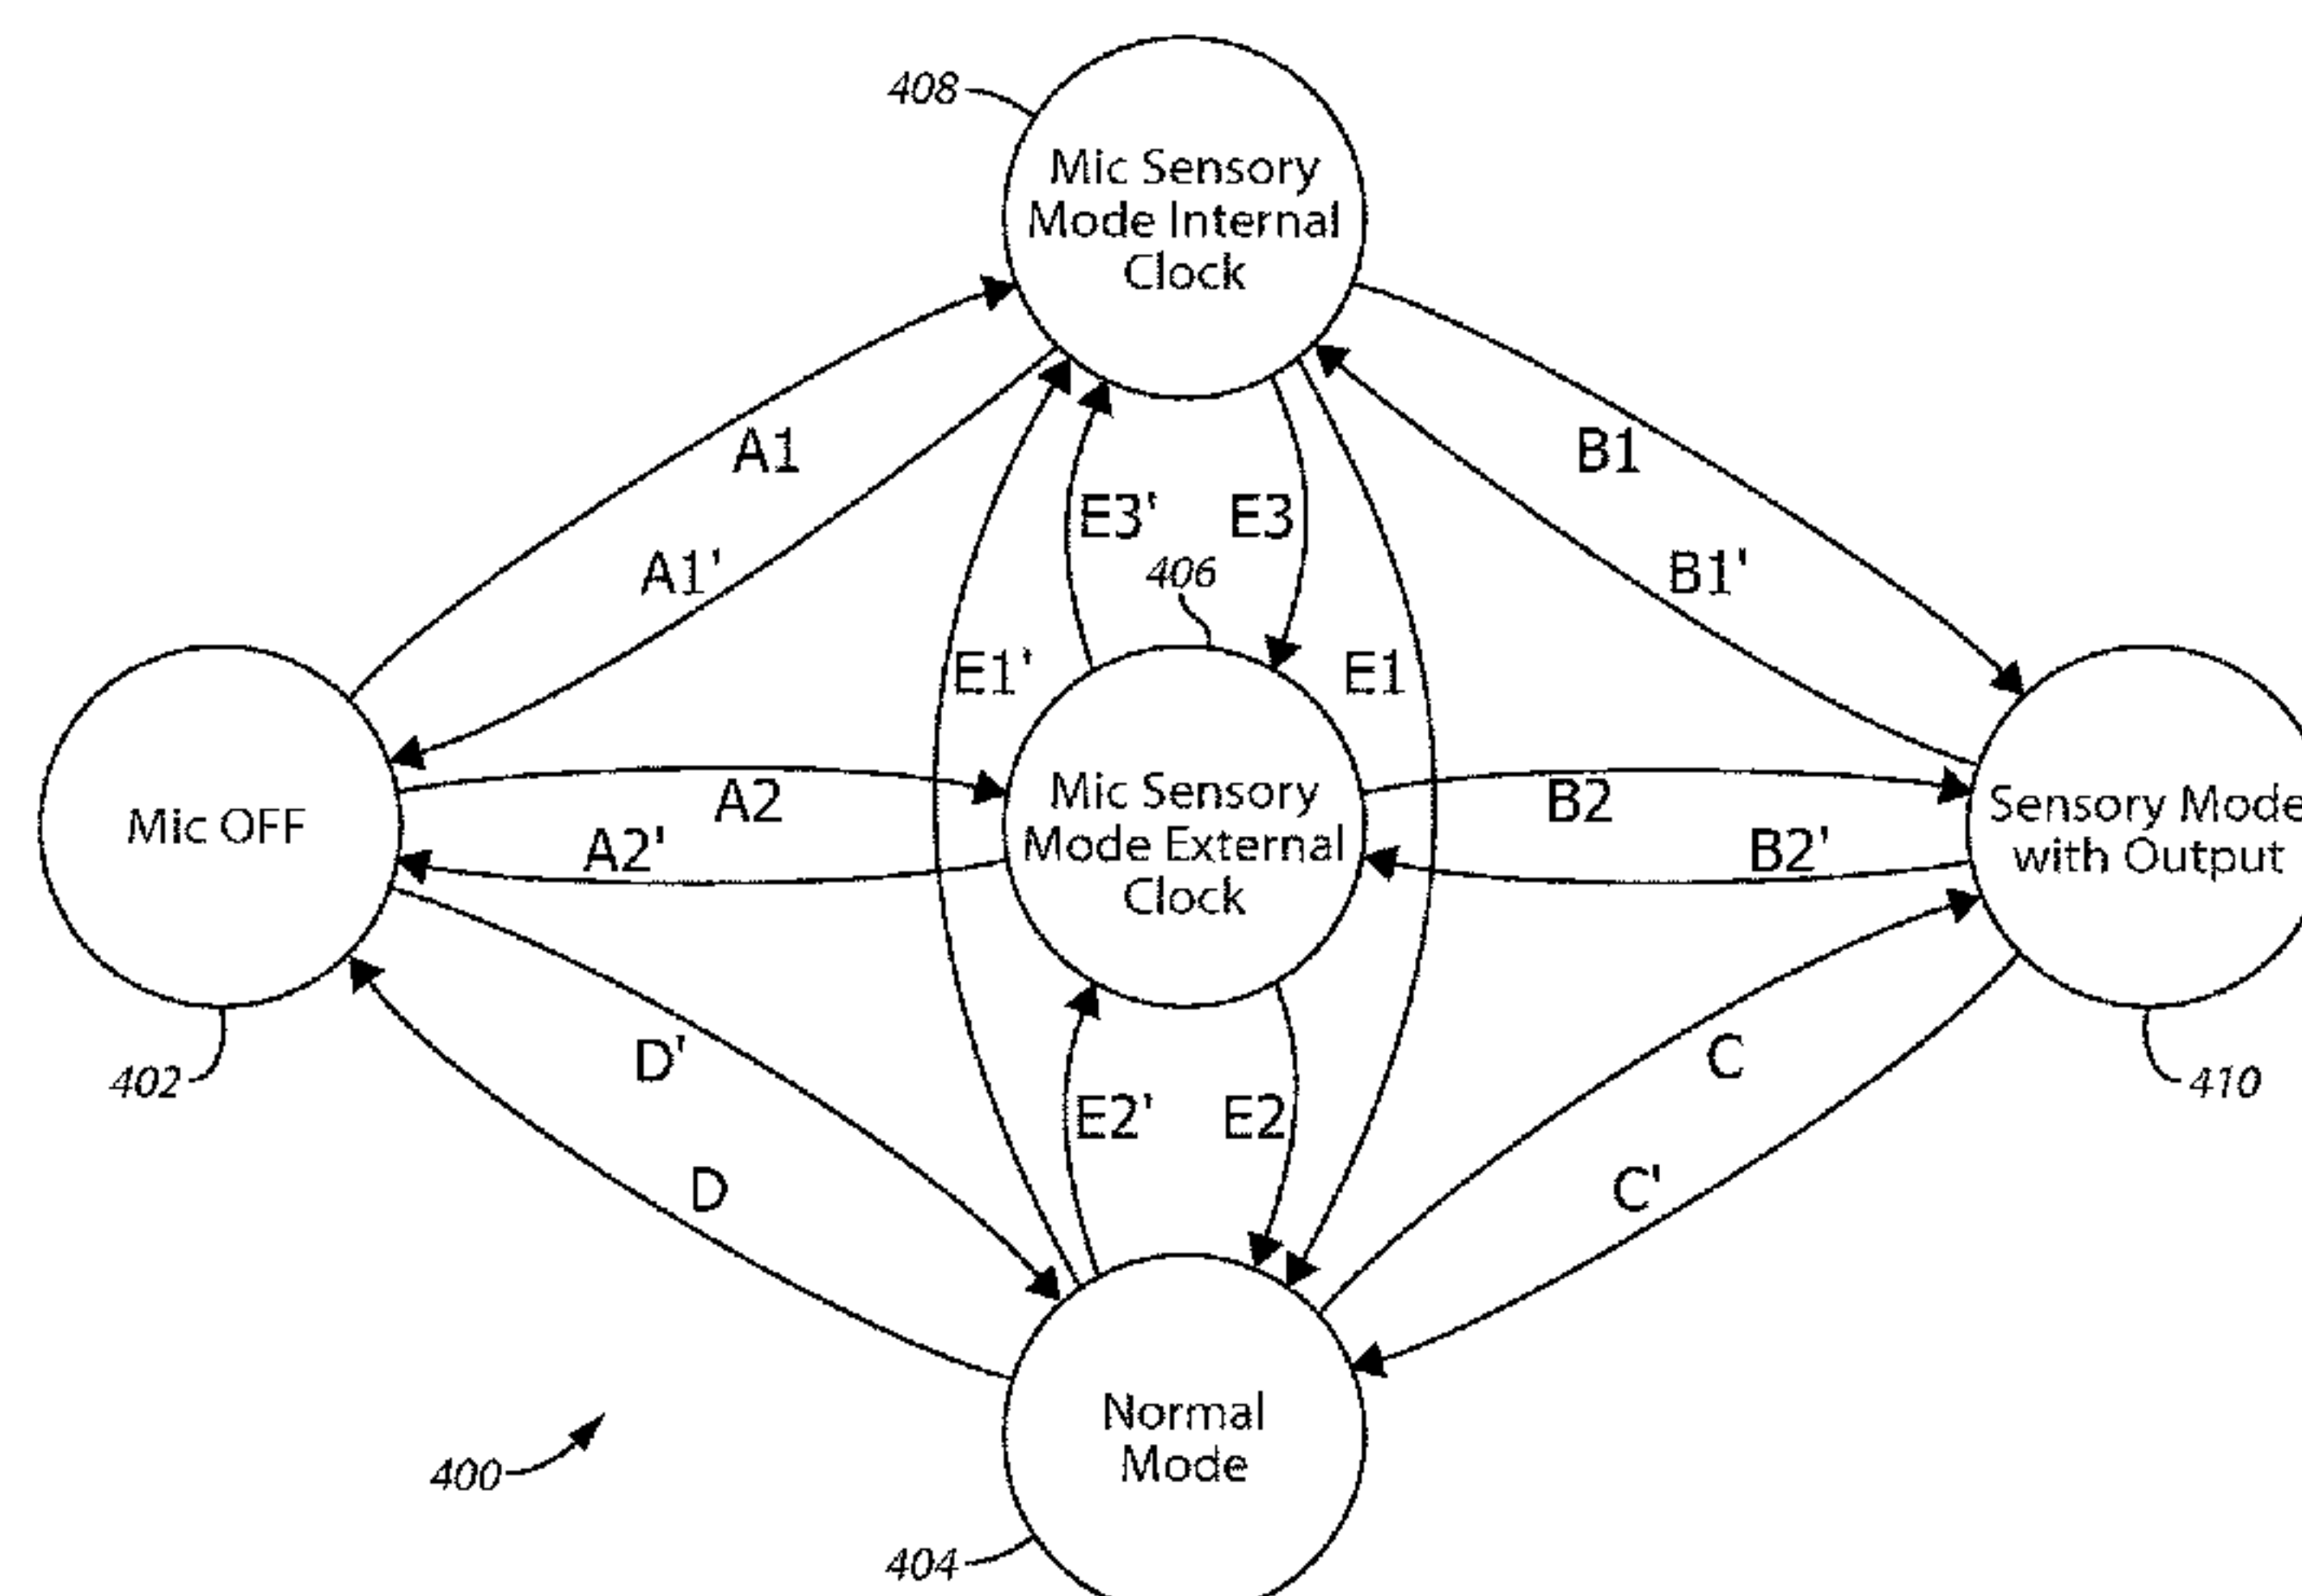 408
Mic Sensory
Mode Internal
Clock
A1
B1
E3'
E3
A1'
406
B1'
E1'
E1
A2
B2
Mic OFF
Mic Sensory
Mode External
Clock
Sensory Mode
with Output
A2'
B2'
D'
C
402
410
E2'
E2
D
C'
Normal
Mode
400
404